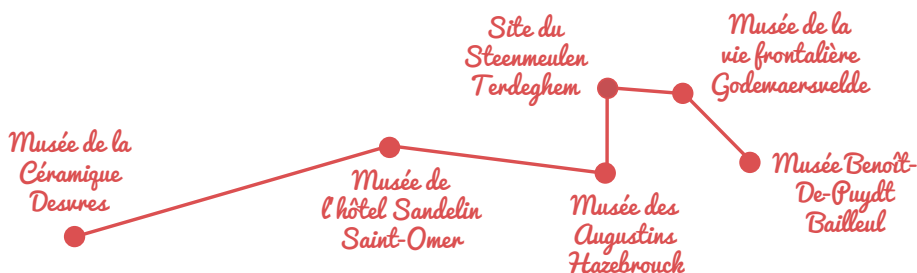 Musée de la
Céramique
Desvres
Musée de
l'hôtel Sandelin
Saint-Omer
Musée des
Augustins
Hazebrouck
Site du
Steenmeulen
Terdeghem
Musée de la
vie frontalière
Godewaersvelde
Musée Benoît-
De-Puydt
Bailleul